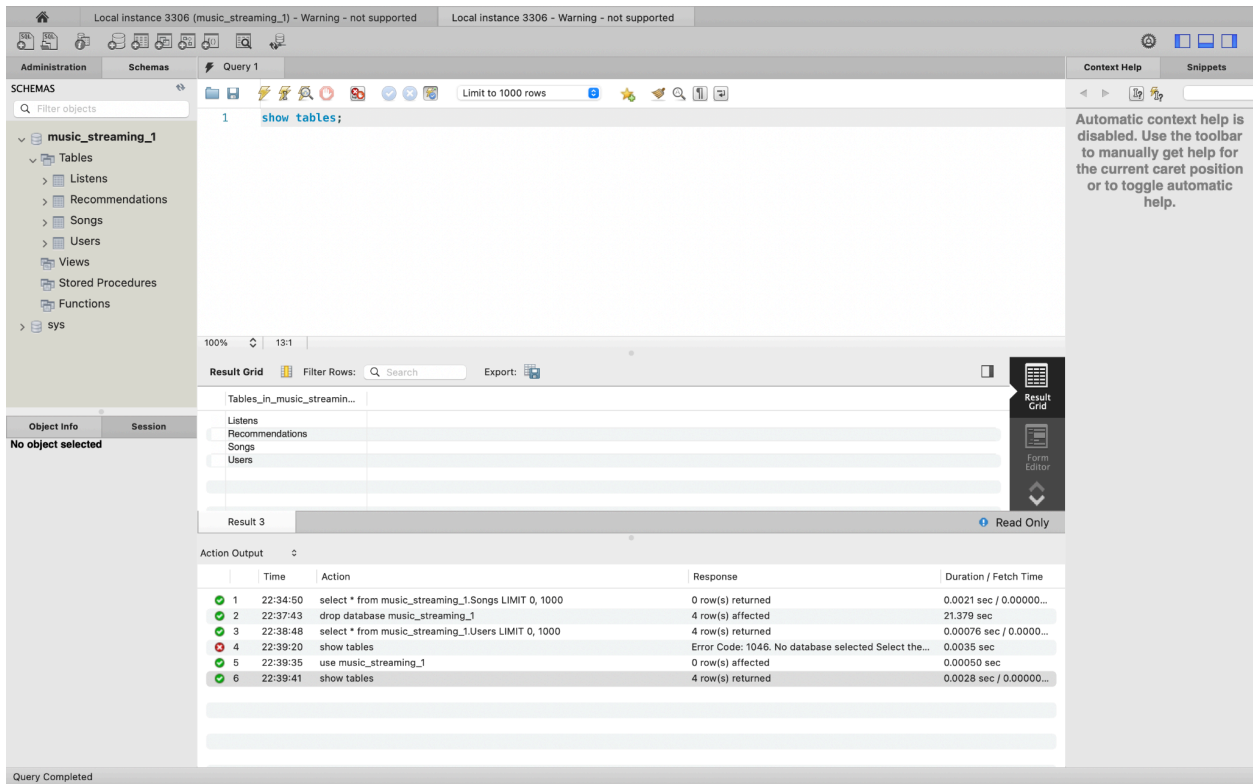 Local instance 3306 (music_streaming_1) - Warning - not supported
Local instance 3306 - Warning - not supported
Administration
Schemas
SCHEMAS
Filter objects
music_streaming_1
Tables
Listens
Recommendations
Songs
Users
Views
Stored Procedures
Functions
sys
Object Info
Session
No object selected
Query 1
Limit to 1000 rows
1 show tables;
100% 13:1
Result Grid Filter Rows: Search Export:
Tables_in_music_streamin...
Listens
Recommendations
Songs
Users
Result
Grid
Form
Editor
Result 3
Read Only
Action Output
Time Action Response Duration / Fetch Time
1 22:34:50 select * from music_streaming_1.Songs LIMIT 0, 1000 0 row(s) returned 0.0021 sec / 0.00000...
2 22:37:43 drop database music_streaming_1 4 row(s) affected 21.379 sec
3 22:38:48 select * from music_streaming_1.Users LIMIT 0, 1000 4 row(s) returned 0.00076 sec / 0.0000...
4 22:39:20 show tables Error Code: 1046. No database selected Select the... 0.0035 sec
5 22:39:35 use music_streaming_1 0 row(s) affected 0.00050 sec
6 22:39:41 show tables 4 row(s) returned 0.0028 sec / 0.00000...
Context Help
Snippets
Automatic context help is
disabled. Use the toolbar
to manually get help for
the current caret position
or to toggle automatic
help.
Query Completed